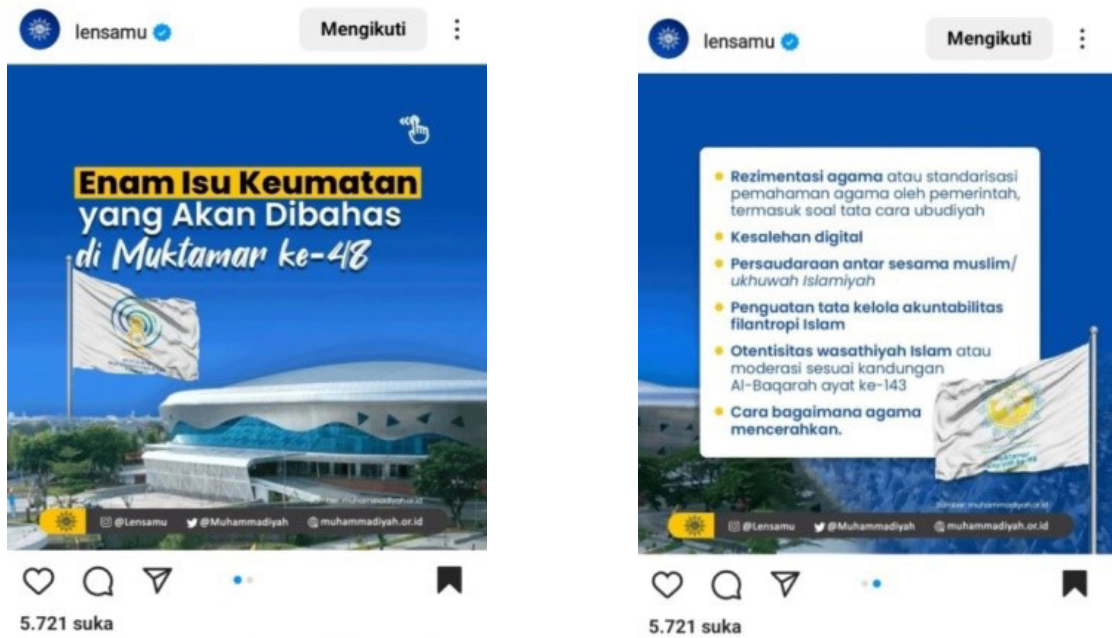 lensamu
Mengikuti
Enam Isu Keumatan
yang Akan Dibahas
di Muktamar ke-48
muhammadiyah.or.id
@Lensamu
@Muhammadiyah
muhammadiyah.or.id
5.721 suka
lensamu
Mengikuti
Rezimentasi agama atau standarisasi
pemahaman agama oleh pemerintah,
termasuk soal tata cara ubudiyah
Kesalehan digital
Persaudaraan antar sesama muslim/
ukhuwah Islamiyah
Penguatan tata kelola akuntabilitas
filantropi Islam
Otentisitas wasathiyah Islam atau
moderasi sesuai kandungan
Al-Baqarah ayat ke-143
Cara bagaimana agama
mencerahkan.
Sumber: muhammadiyah.or.id
@Lensamu
@Muhammadiyah
muhammadiyah.or.id
5.721 suka